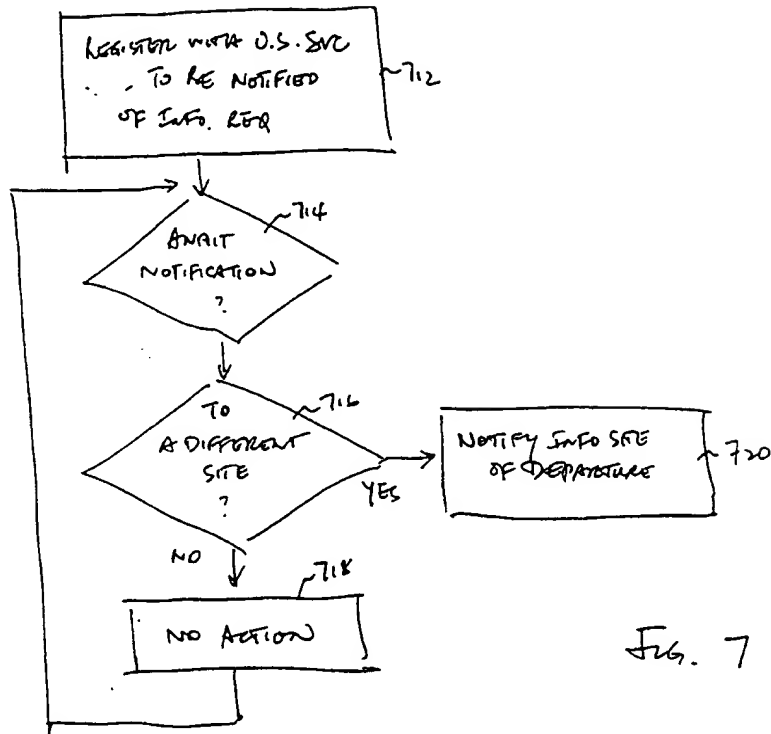 REGISTER WITH O.S. SVC
TO BE NOTIFIED
OF INFO. REQ
712
714
AWAIT
NOTIFICATION
?
716
TO
A DIFFERENT
SITE
?
YES
NOTIFY INFO SITE
OF DEPARTURE
720
NO
718
NO ACTION
FIG. 7